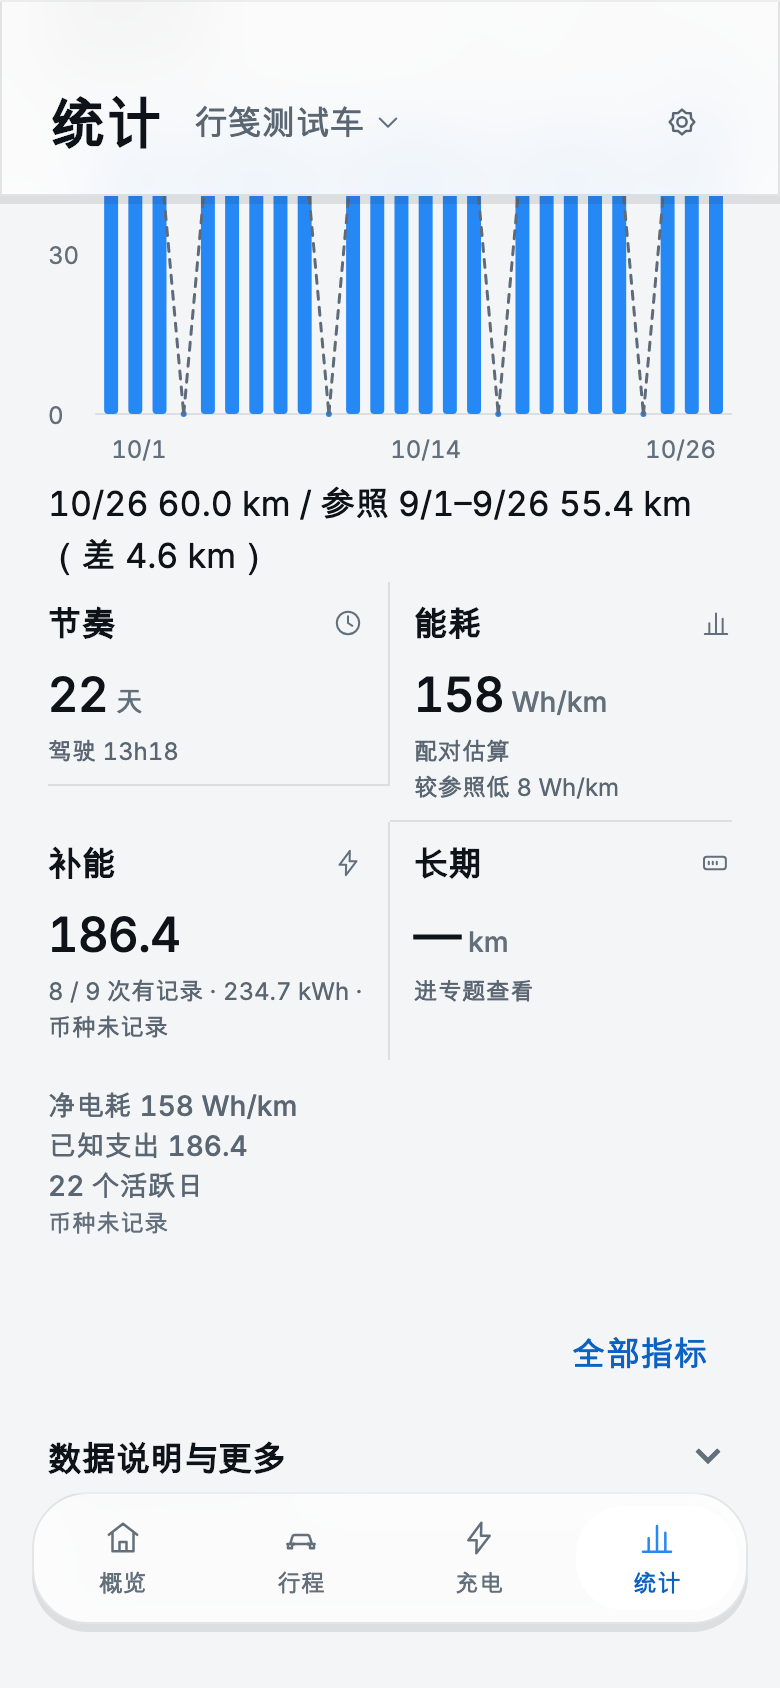 统计 行笺测试车
30
0
10/1 10/14 10/26
10/26 60.0 km / 参照 9/1–9/26 55.4 km
（ 差 4.6 km ）
节奏
22 天
驾驶 13h18
能耗
158 Wh/km
配对估算
较参照低 8 Wh/km
补能
186.4
8 / 9 次有记录 · 234.7 kWh ·
币种未记录
长期
— km
进专题查看
净电耗 158 Wh/km
已知支出 186.4
22 个活跃日
币种未记录
全部指标
数据说明与更多
概览 行程 充电 统计